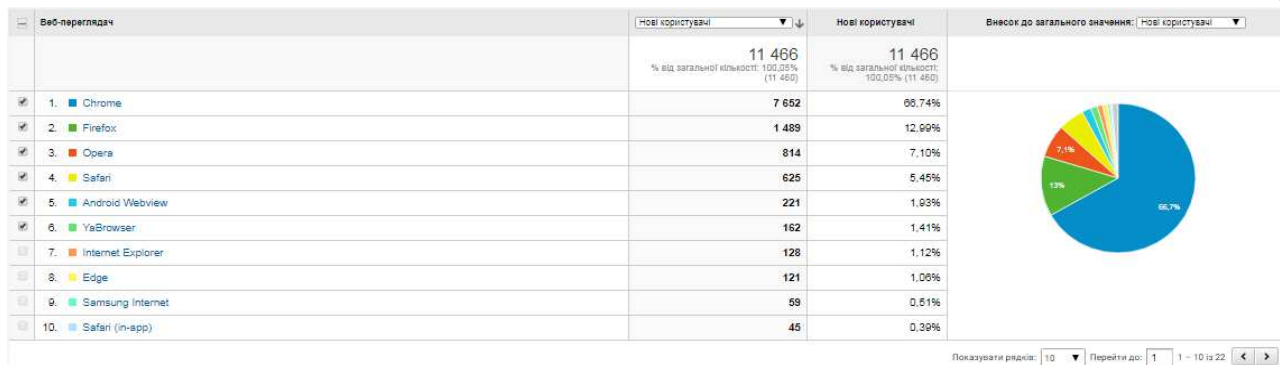 Веб-переглядач Нові користувачі Нові користувачі Внесок до загального значення: Нові користувачі
11 466 11 466
% від загальної кількості: 100,05% % від загальної кількості:
(11 460) 100,05% (11 460)
1. Chrome 7 652 66,74%
2. Firefox 1 489 12,99%
3. Opera 814 7,10%
4. Safari 625 5,45%
5. Android Webview 221 1,93%
6. YaBrowser 162 1,41%
7. Internet Explorer 128 1,12%
8. Edge 121 1,06%
9. Samsung Internet 59 0,51%
10. Safari (in-app) 45 0,39%
7,1%
13%
66,7%
Показувати рядків: 10 Перейти до: 1 1 – 10 із 22